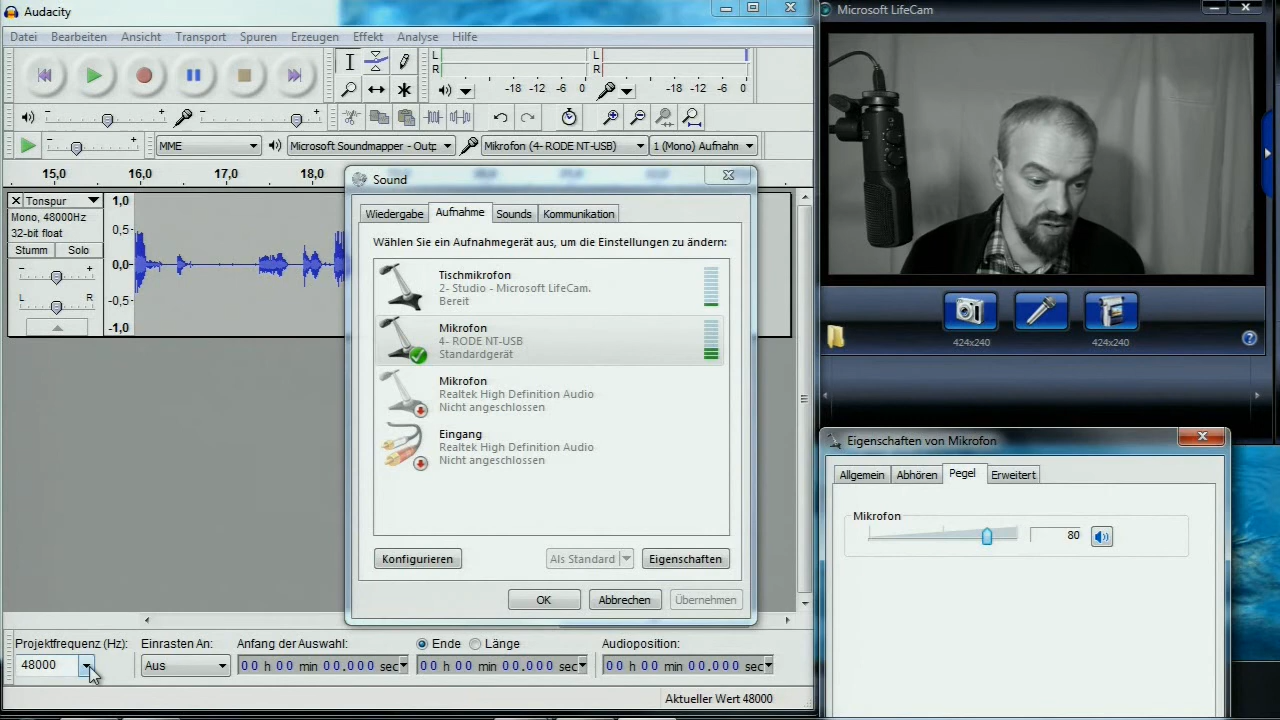 Audacity
Datei Bearbeiten Ansicht Transport Spuren Erzeugen Effekt Analyse Hilfe
L
R
-18 -12 -6 0
L
R
-18 -12 -6 0
MME
Microsoft Soundmapper - Outp
Mikrofon (4- RODE NT-USB)
1 (Mono) Aufnahn
15,0 16,0 17,0 18,0
Tonspur
Mono, 48000Hz
32-bit float
Stumm Solo
- +
L R
1,0
0,5
0,0
-0,5
-1,0
Sound
Wiedergabe Aufnahme Sounds Kommunikation
Wählen Sie ein Aufnahmegerät aus, um die Einstellungen zu ändern:
Tischmikrofon
2- Studio - Microsoft LifeCam.
Bereit
Mikrofon
4- RODE NT-USB
Standardgerät
Mikrofon
Realtek High Definition Audio
Nicht angeschlossen
Eingang
Realtek High Definition Audio
Nicht angeschlossen
Konfigurieren Als Standard Eigenschaften
OK Abbrechen Übernehmen
Projektfrequenz (Hz): Einrasten An: Anfang der Auswahl: Ende Länge Audioposition:
48000 Aus 00 h 00 min 00.000 sec 00 h 00 min 00.000 sec 00 h 00 min 00.000 sec
Aktueller Wert 48000
Microsoft LifeCam
424x240 424x240
Eigenschaften von Mikrofon
Allgemein Abhören Pegel Erweitert
Mikrofon
80